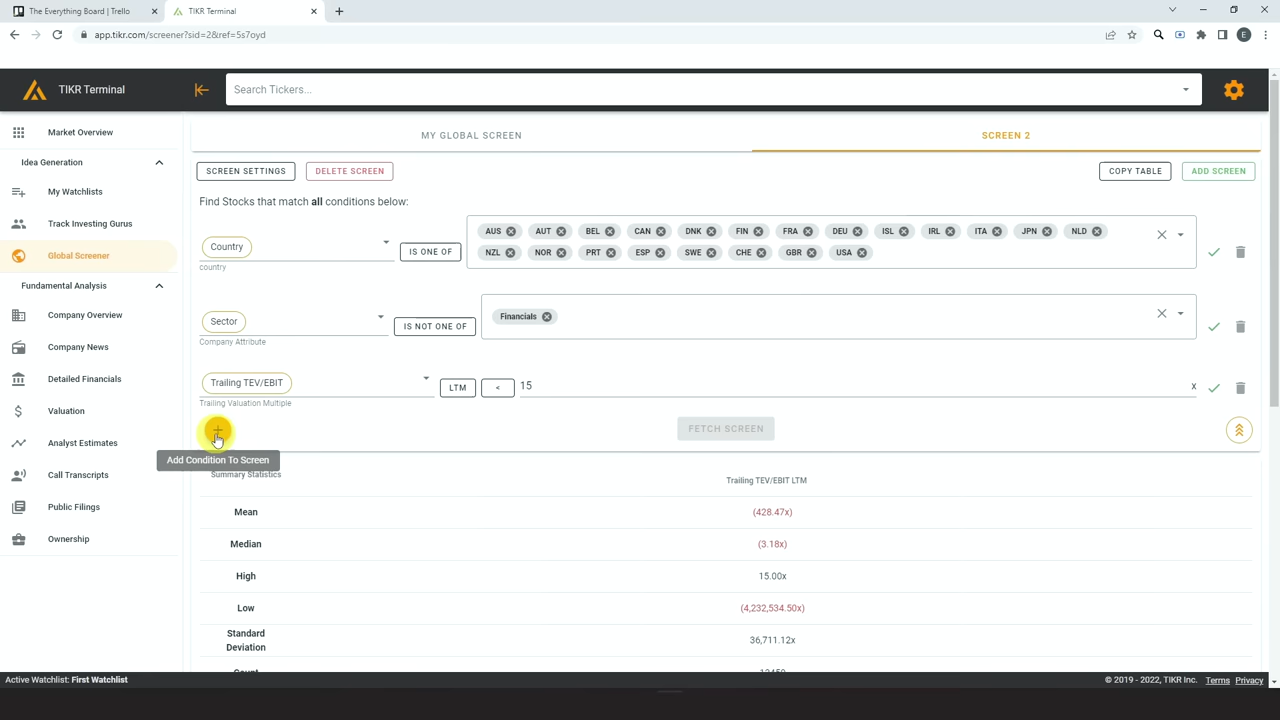 The Everything Board | Trello
TIKR Terminal
app.tikr.com/screener?sid=2&ref=5s7oyd
E
TIKR Terminal
Search Tickers...
Market Overview
Idea Generation
My Watchlists
Track Investing Gurus
Global Screener
Fundamental Analysis
Company Overview
Company News
Detailed Financials
Valuation
Analyst Estimates
Call Transcripts
Public Filings
Ownership
MY GLOBAL SCREEN
SCREEN 2
SCREEN SETTINGS
DELETE SCREEN
COPY TABLE
ADD SCREEN
Find Stocks that match all conditions below:
Country
country
IS ONE OF
AUS AUT BEL CAN DNK FIN FRA DEU ISL IRL ITA JPN NLD
NZL NOR PRT ESP SWE CHE GBR USA
Sector
Company Attribute
IS NOT ONE OF
Financials
Trailing TEV/EBIT
Trailing Valuation Multiple
LTM
<
15
x
FETCH SCREEN
Add Condition To Screen
Summary Statistics
Trailing TEV/EBIT LTM
Mean
(428.47x)
Median
(3.18x)
High
15.00x
Low
(4,232,534.50x)
Standard
Deviation
36,711.12x
Count
12450
Active Watchlist: First Watchlist
© 2019 - 2022, TIKR Inc. Terms Privacy